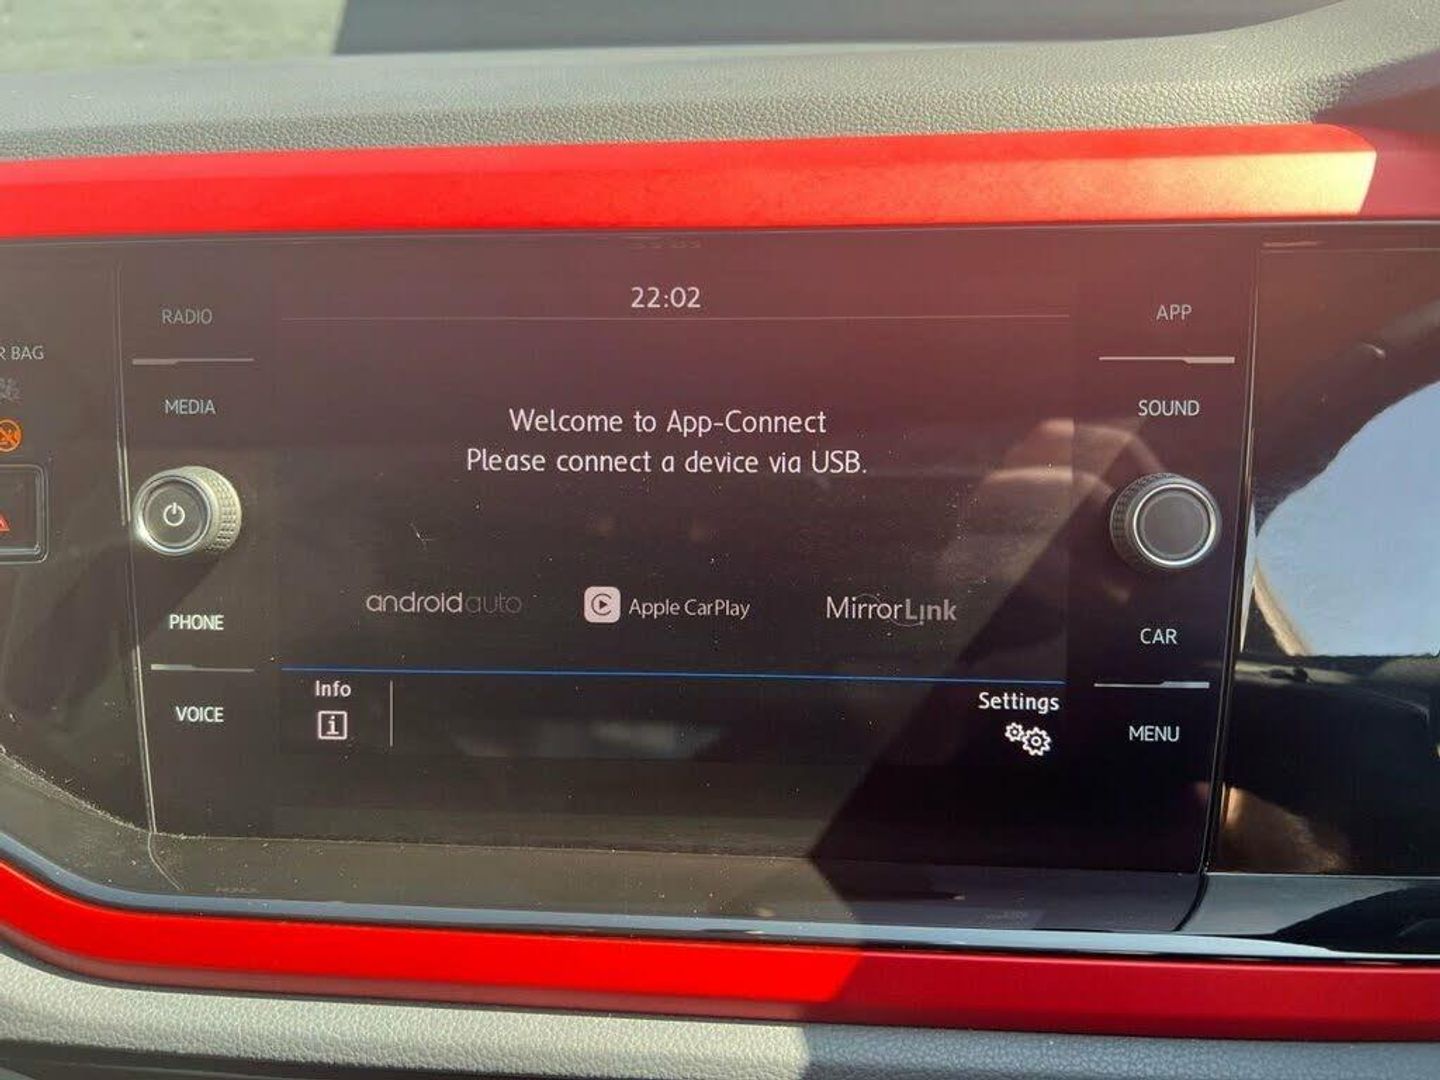 22:02
RADIO
R BAG
MEDIA
PHONE
VOICE
Welcome to App-Connect
Please connect a device via USB.
androidauto
Apple CarPlay
MirrorLink
Info
i
Settings
APP
SOUND
CAR
MENU